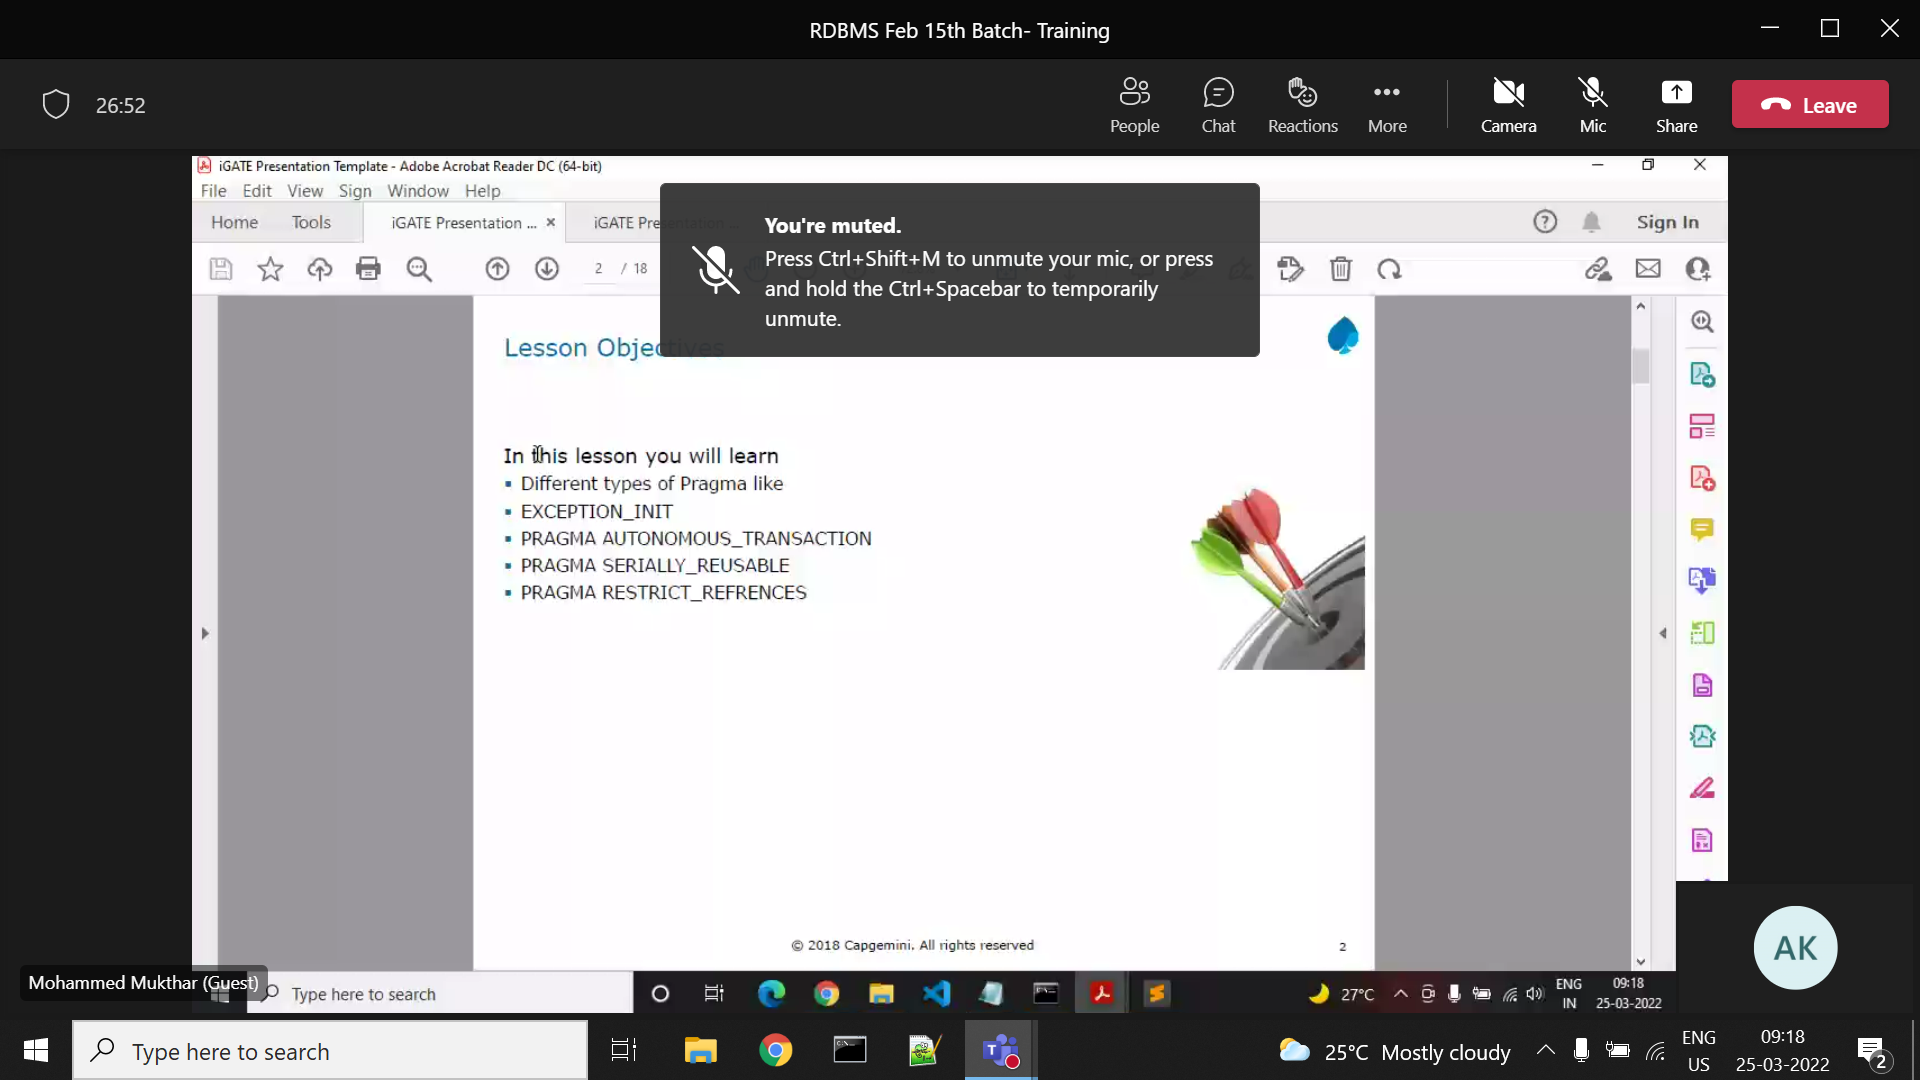 RDBMS Feb 15th Batch- Training
26:52
People
Chat
Reactions
More
Camera
Mic
Share
Leave
iGATE Presentation Template - Adobe Acrobat Reader DC (64-bit)
File Edit View Sign Window Help
Home Tools iGATE Presentation ... × iGATE Pre
Sign In
2 / 18
You're muted.
Press Ctrl+Shift+M to unmute your mic, or press
and hold the Ctrl+Spacebar to temporarily
unmute.
Lesson Objectives
In this lesson you will learn
▪ Different types of Pragma like
▪ EXCEPTION_INIT
▪ PRAGMA AUTONOMOUS_TRANSACTION
▪ PRAGMA SERIALLY_REUSABLE
▪ PRAGMA RESTRICT_REFRENCES
© 2018 Capgemini. All rights reserved
2
AK
Mohammed Mukthar (Guest)
Type here to search
27°C
ENG
IN
09:18
25-03-2022
Type here to search
25°C Mostly cloudy
ENG
US
09:18
25-03-2022
2